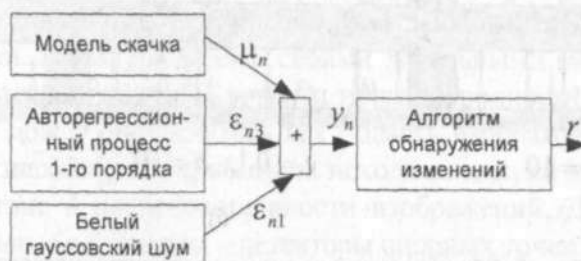 Модель скачка
μn
Авторегрессион-
ный процесс
1-го порядка
εn3
+
yn
Алгоритм
обнаружения
изменений
r
Белый
гауссовский шум
εn1